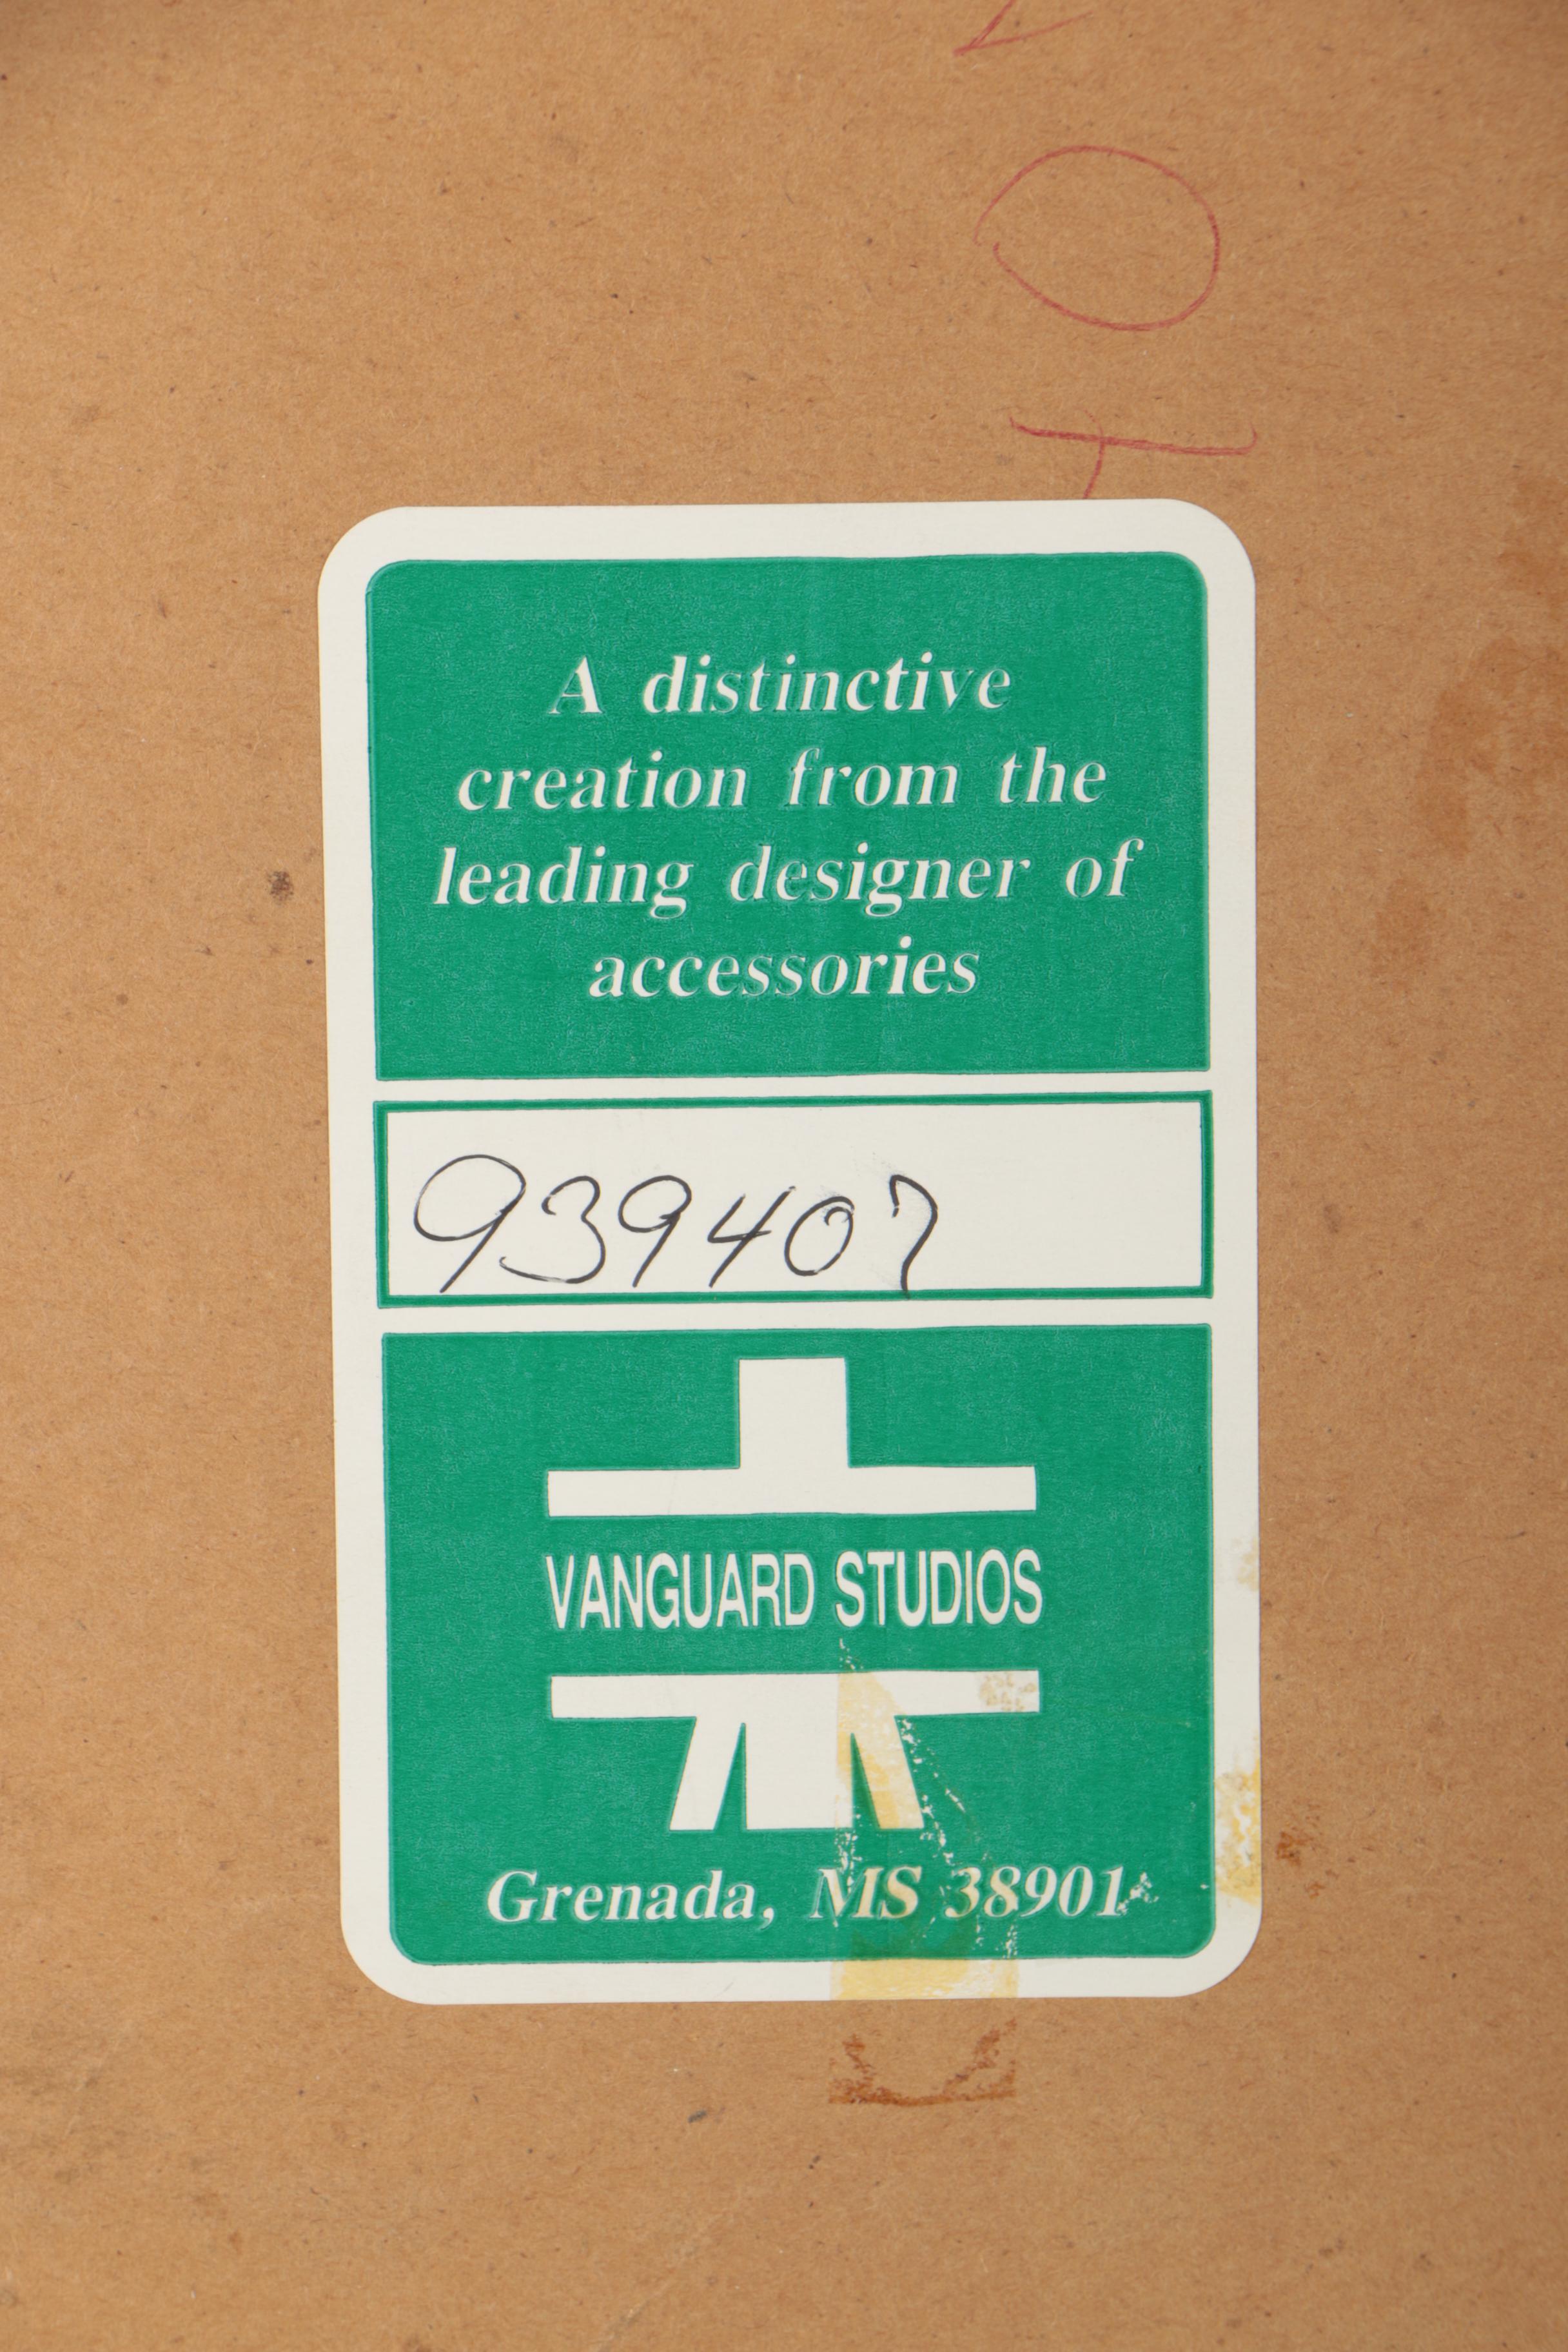 A distinctive
creation from the
leading designer of
accessories
939407
VANGUARD STUDIOS
Grenada, MS 38901